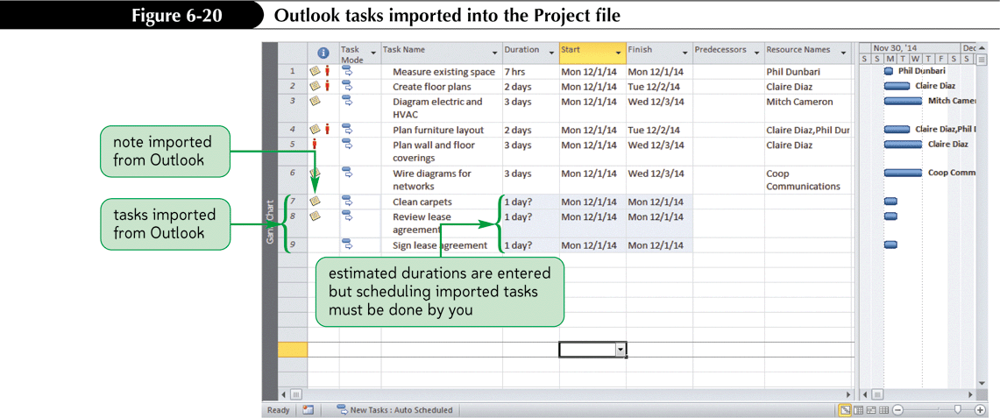 Figure 6-20 Outlook tasks imported into the Project file
Task Mode Task Name Duration Start Finish Predecessors Resource Names
Nov 30, '14 Dec
S S M T W T F S S
1 Measure existing space 7 hrs Mon 12/1/14 Mon 12/1/14 Phil Dunbari Phil Dunbari
2 Create floor plans 2 days Mon 12/1/14 Tue 12/2/14 Claire Diaz Claire Diaz
3 Diagram electric and HVAC 3 days Mon 12/1/14 Wed 12/3/14 Mitch Cameron Mitch Camer
4 Plan furniture layout 2 days Mon 12/1/14 Tue 12/2/14 Claire Diaz,Phil Dur Claire Diaz,Phil
5 Plan wall and floor coverings 3 days Mon 12/1/14 Wed 12/3/14 Claire Diaz Claire Diaz
6 Wire diagrams for networks 3 days Mon 12/1/14 Wed 12/3/14 Coop Communications Coop Comm
7 Clean carpets 1 day? Mon 12/1/14 Mon 12/1/14
8 Review lease agreement 1 day? Mon 12/1/14 Mon 12/1/14
9 Sign lease agreement 1 day? Mon 12/1/14 Mon 12/1/14
note imported
from Outlook
tasks imported
from Outlook
estimated durations are entered
but scheduling imported tasks
must be done by you
Ready New Tasks : Auto Scheduled